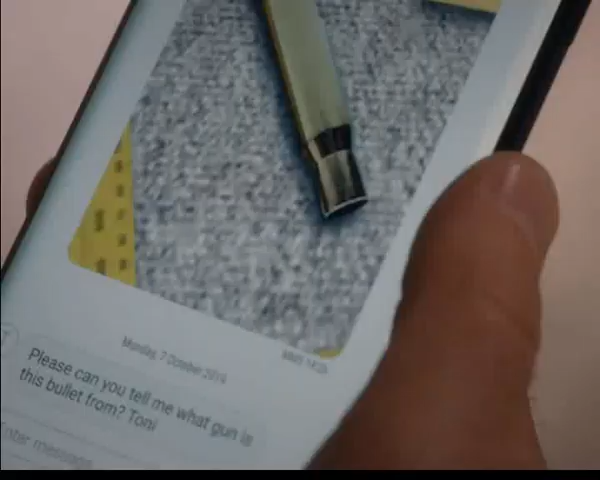 Monday, 7 October 2019
MMS 14:25
T
Please can you tell me what gun is
this bullet from? Toni
Enter message